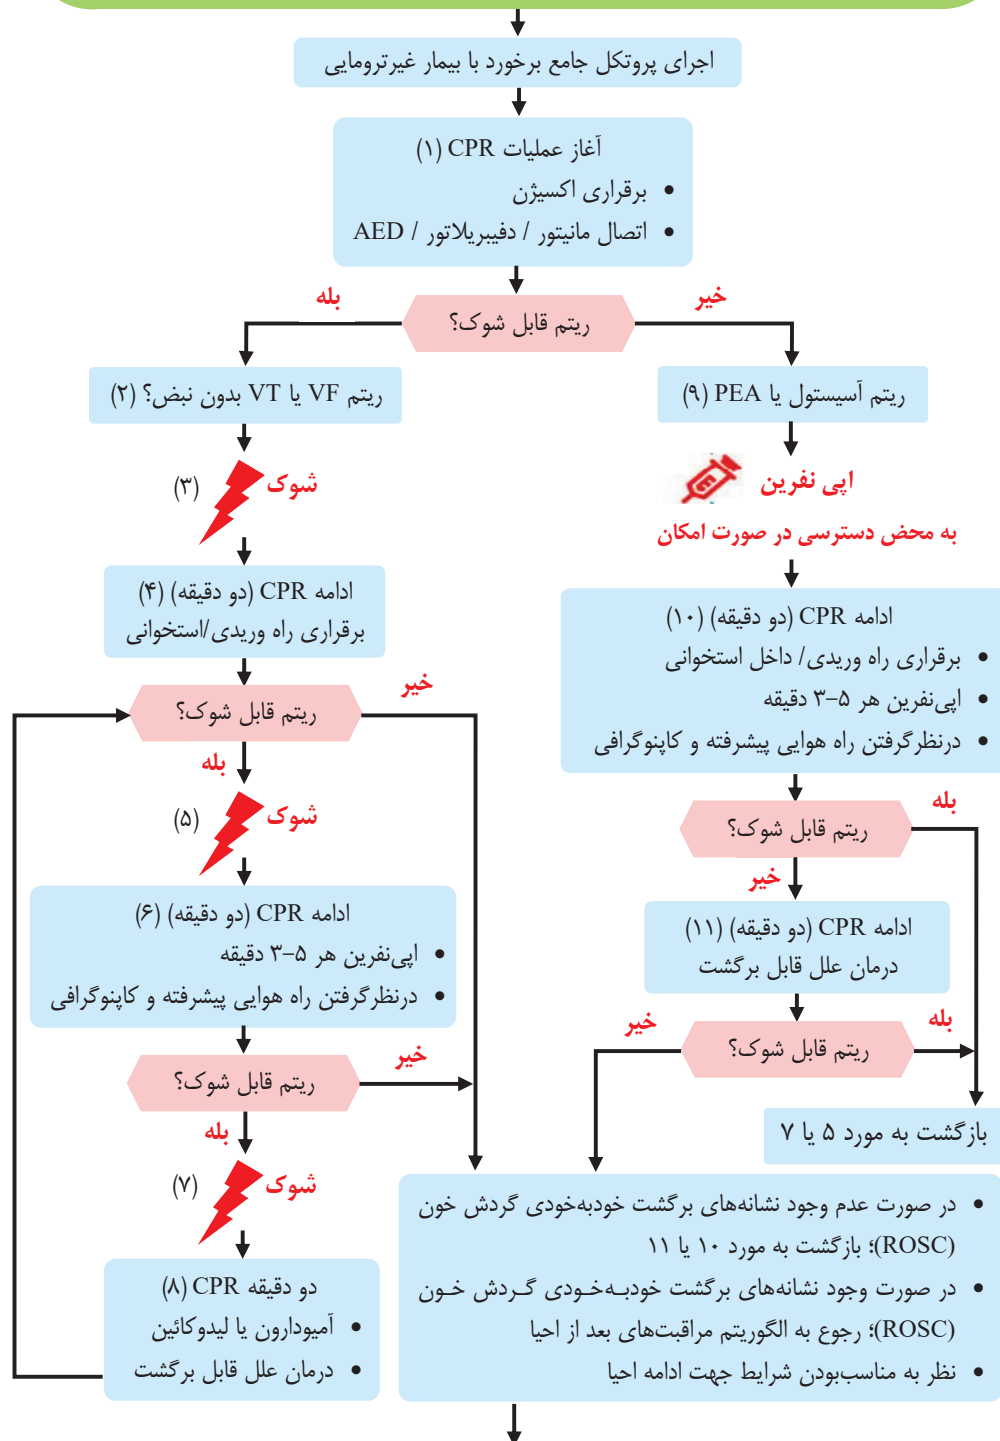 اجرای پروتکل جامع برخورد با بیمار غیرترومایی
آغاز عملیات CPR (۱)
• برقراری اکسیژن
• اتصال مانیتور / دفیبریلاتور / AED
ریتم قابل شوک؟
بله
خیر
ریتم VF یا VT بدون نبض؟ (۲)
شوک (۳)
ادامه CPR (دو دقیقه) (۴)
برقراری راه وریدی/استخوانی
ریتم قابل شوک؟
خیر
بله
شوک (۵)
ادامه CPR (دو دقیقه) (۶)
• اپی‌نفرین هر ۵–۳ دقیقه
• درنظرگرفتن راه هوایی پیشرفته و کاپنوگرافی
ریتم قابل شوک؟
خیر
بله
شوک (۷)
دو دقیقه CPR (۸)
• آمیودارون یا لیدوکائین
• درمان علل قابل برگشت
ریتم آسیستول یا PEA (۹)
اپی نفرین
به محض دسترسی در صورت امکان
ادامه CPR (دو دقیقه) (۱۰)
• برقراری راه وریدی/ داخل استخوانی
• اپی‌نفرین هر ۵–۳ دقیقه
• درنظرگرفتن راه هوایی پیشرفته و کاپنوگرافی
ریتم قابل شوک؟
بله
خیر
ادامه CPR (دو دقیقه) (۱۱)
درمان علل قابل برگشت
ریتم قابل شوک؟
بله
خیر
بازگشت به مورد ۵ یا ۷
• در صورت عدم وجود نشانه‌های برگشت خودبه‌خودی گردش خون
(ROSC)؛ بازگشت به مورد ۱۰ یا ۱۱
• در صورت وجود نشانه‌های برگشت خودبـه‌خـودی گـردش خـون
(ROSC)؛ رجوع به الگوریتم مراقبت‌های بعد از احیا
• نظر به مناسب‌بودن شرایط جهت ادامه احیا